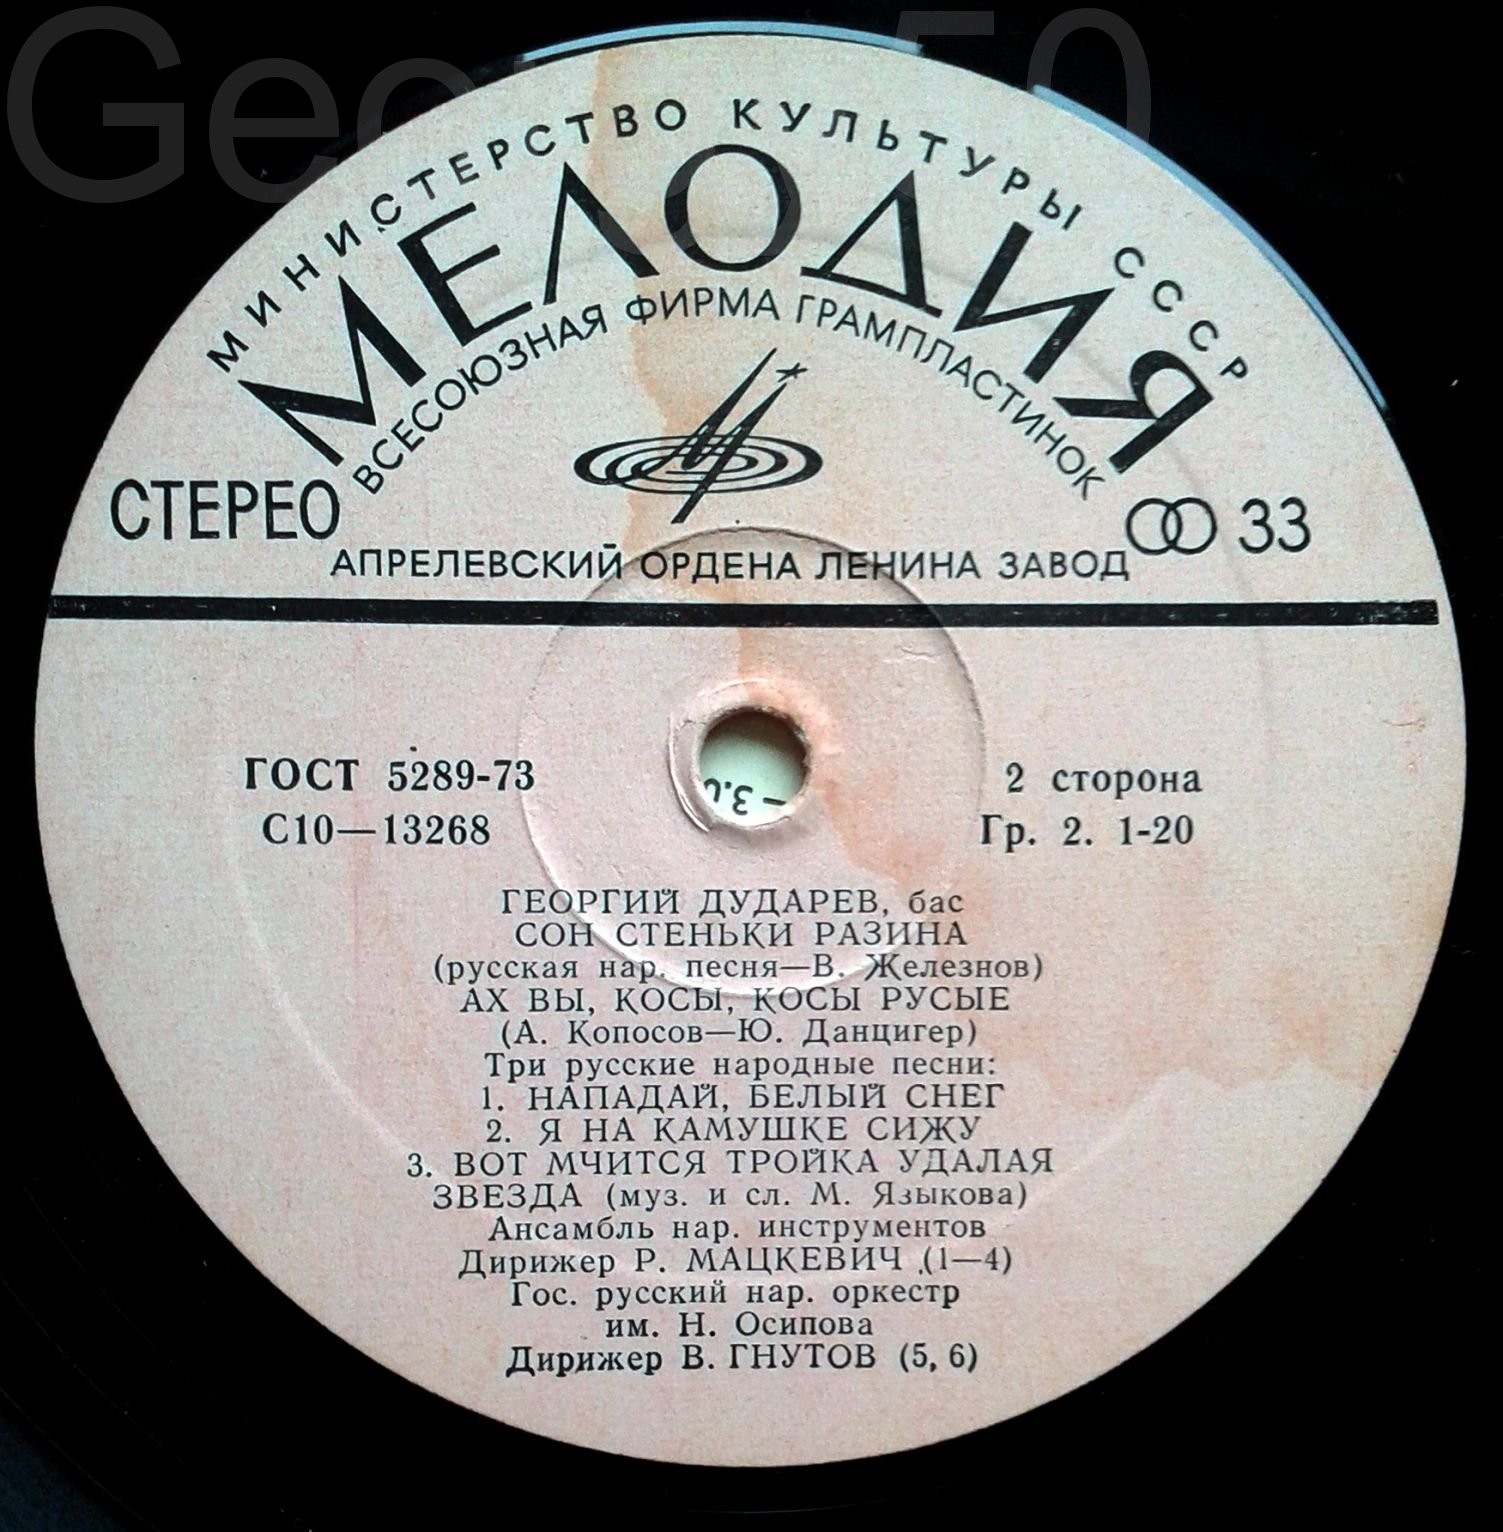 МИНИСТЕРСТВО КУЛЬТУРЫ СССР
МЕЛОДИЯ
ВСЕСОЮЗНАЯ ФИРМА ГРАМПЛАСТИНОК
СТЕРЕО
33
АПРЕЛЕВСКИЙ ОРДЕНА ЛЕНИНА ЗАВОД
ГОСТ 5289-73
2 сторона
С10—13268
Гр. 2. 1-20
ГЕОРГИЙ ДУДАРЕВ, бас
СОН СТЕНЬКИ РАЗИНА
(русская нар. песня—В. Железнов)
АХ ВЫ, КОСЫ, КОСЫ РУСЫЕ
(А. Копосов—Ю. Данцигер)
Три русские народные песни:
1. НАПАДАЙ, БЕЛЫЙ СНЕГ
2. Я НА КАМУШКЕ СИЖУ
3. ВОТ МЧИТСЯ ТРОЙКА УДАЛАЯ
ЗВЕЗДА (муз. и сл. М. Языкова)
Ансамбль нар. инструментов
Дирижер Р. МАЦКЕВИЧ (1—4)
Гос. русский нар. оркестр
им. Н. Осипова
Дирижер В. ГНУТОВ (5, 6)